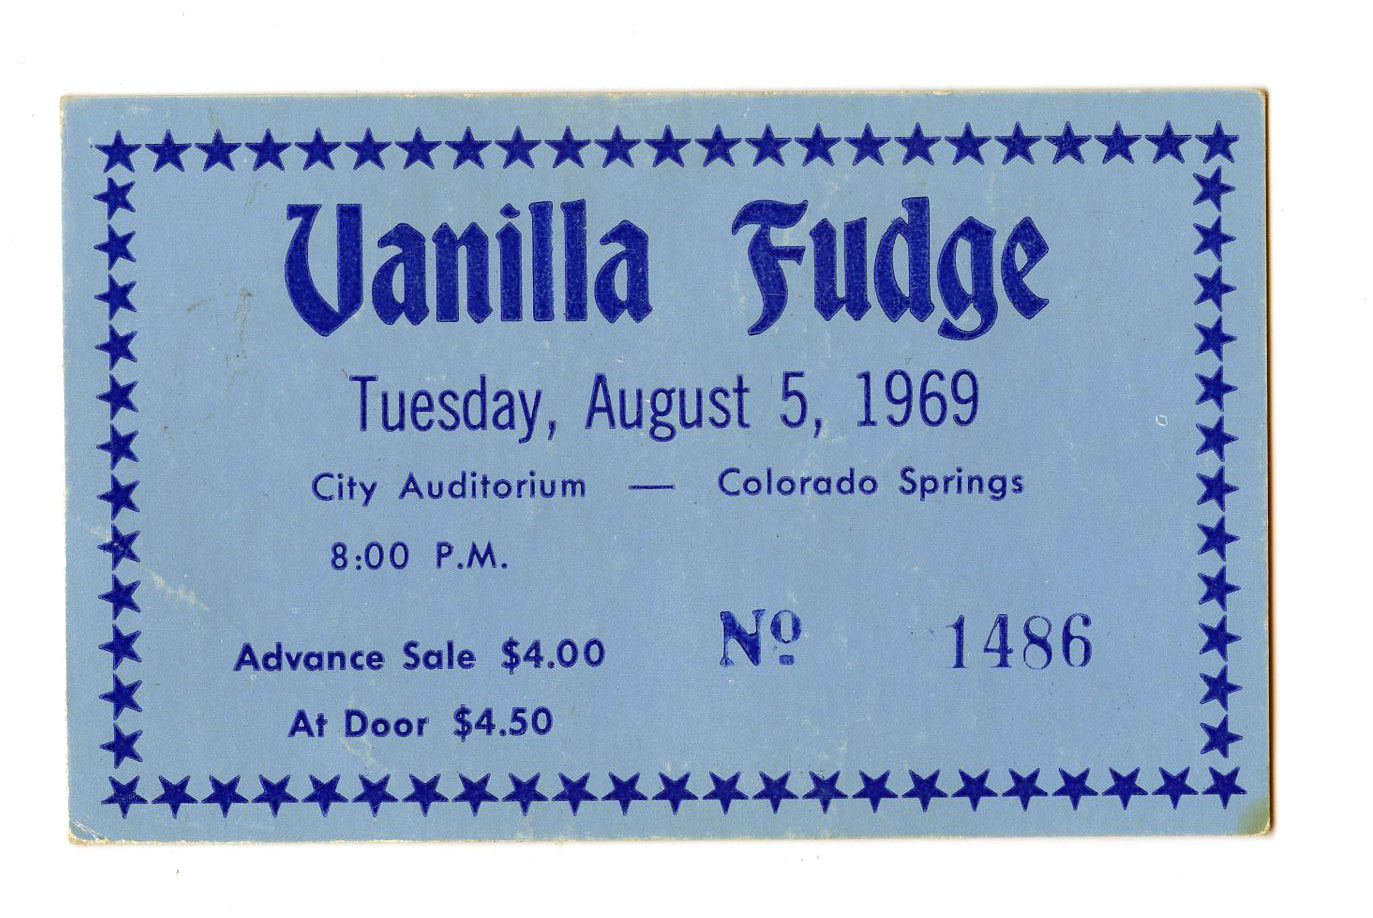 Vanilla Fudge
Tuesday, August 5, 1969
City Auditorium — Colorado Springs
8:00 P.M.
Advance Sale $4.00
At Door $4.50
Nº 1486